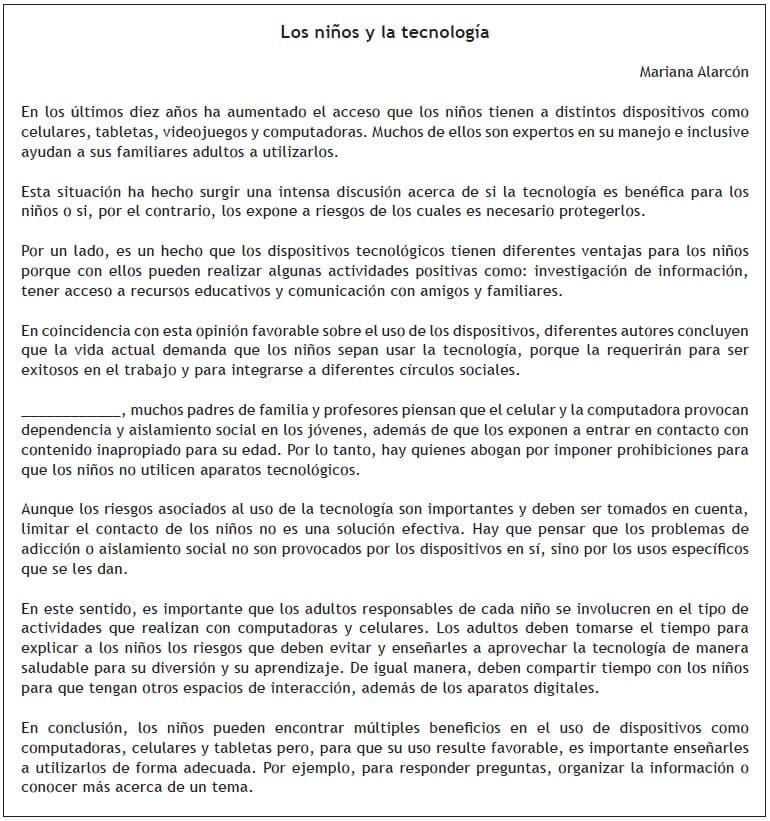 Los niños y la tecnología
Mariana Alarcón
En los últimos diez años ha aumentado el acceso que los niños tienen a distintos dispositivos como
celulares, tabletas, videojuegos y computadoras. Muchos de ellos son expertos en su manejo e inclusive
ayudan a sus familiares adultos a utilizarlos.
Esta situación ha hecho surgir una intensa discusión acerca de si la tecnología es benéfica para los
niños o si, por el contrario, los expone a riesgos de los cuales es necesario protegerlos.
Por un lado, es un hecho que los dispositivos tecnológicos tienen diferentes ventajas para los niños
porque con ellos pueden realizar algunas actividades positivas como: investigación de información,
tener acceso a recursos educativos y comunicación con amigos y familiares.
En coincidencia con esta opinión favorable sobre el uso de los dispositivos, diferentes autores concluyen
que la vida actual demanda que los niños sepan usar la tecnología, porque la requerirán para ser
exitosos en el trabajo y para integrarse a diferentes círculos sociales.
____________, muchos padres de familia y profesores piensan que el celular y la computadora provocan
dependencia y aislamiento social en los jóvenes, además de que los exponen a entrar en contacto con
contenido inapropiado para su edad. Por lo tanto, hay quienes abogan por imponer prohibiciones para
que los niños no utilicen aparatos tecnológicos.
Aunque los riesgos asociados al uso de la tecnología son importantes y deben ser tomados en cuenta,
limitar el contacto de los niños no es una solución efectiva. Hay que pensar que los problemas de
adicción o aislamiento social no son provocados por los dispositivos en sí, sino por los usos específicos
que se les dan.
En este sentido, es importante que los adultos responsables de cada niño se involucren en el tipo de
actividades que realizan con computadoras y celulares. Los adultos deben tomarse el tiempo para
explicar a los niños los riesgos que deben evitar y enseñarles a aprovechar la tecnología de manera
saludable para su diversión y su aprendizaje. De igual manera, deben compartir tiempo con los niños
para que tengan otros espacios de interacción, además de los aparatos digitales.
En conclusión, los niños pueden encontrar múltiples beneficios en el uso de dispositivos como
computadoras, celulares y tabletas pero, para que su uso resulte favorable, es importante enseñarles
a utilizarlos de forma adecuada. Por ejemplo, para responder preguntas, organizar la información o
conocer más acerca de un tema.